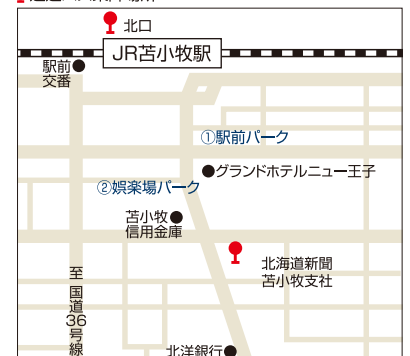 北口
JR苫小牧駅
駅前
交番
①駅前パーク
グランドホテルニュー王子
②娯楽場パーク
苫小牧
信用金庫
北海道新聞
苫小牧支社
至国道36号線
北洋銀行